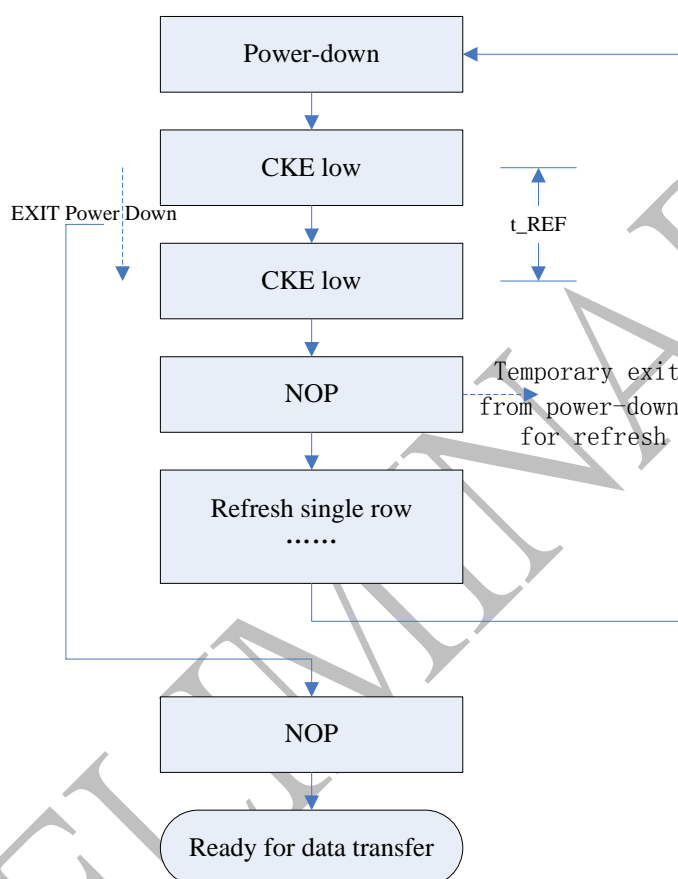 Power-down
CKE low
EXIT Power Down
t_REF
CKE low
NOP
Temporary exit
from power-down
for refresh
Refresh single row
......
NOP
Ready for data transfer